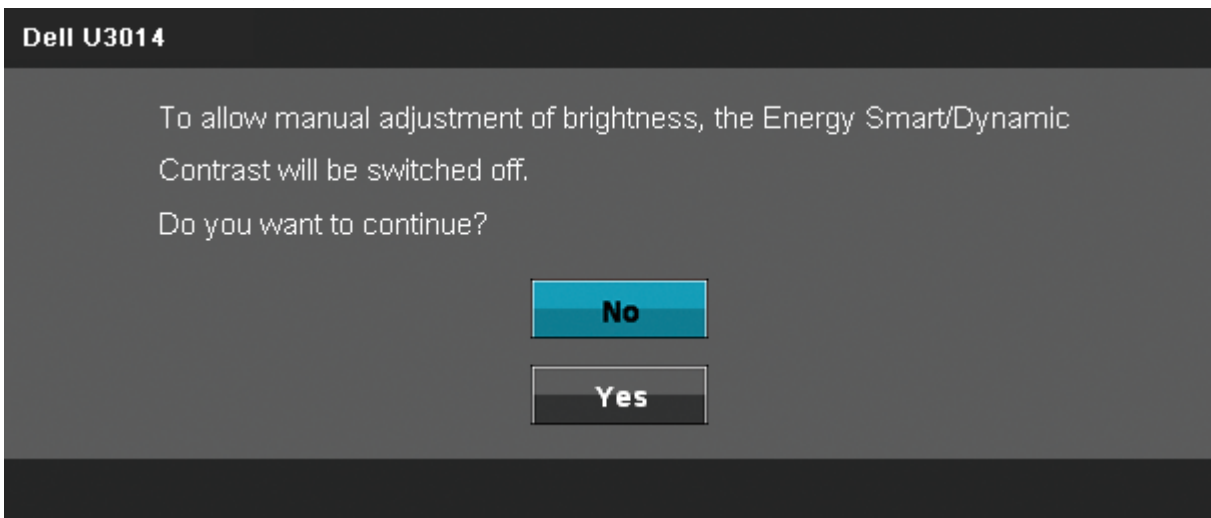 Dell U3014
To allow manual adjustment of brightness, the Energy Smart/Dynamic
Contrast will be switched off.
Do you want to continue?
No
Yes